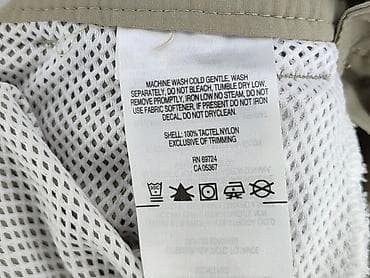 MACHINE WASH COLD GENTLE, WASH
SEPARATELY, DO NOT BLEACH, TUMBLE DRY LOW,
REMOVE PROMPTLY, IRON LOW NO STEAM, DO NOT
USE FABRIC SOFTENER, IF PRESENT DO NOT IRON
DECAL, DO NOT DRYCLEAN.
SHELL: 100% TACTEL NYLON
EXCLUSIVE OF TRIMMING.
RN 89724
CA 05367